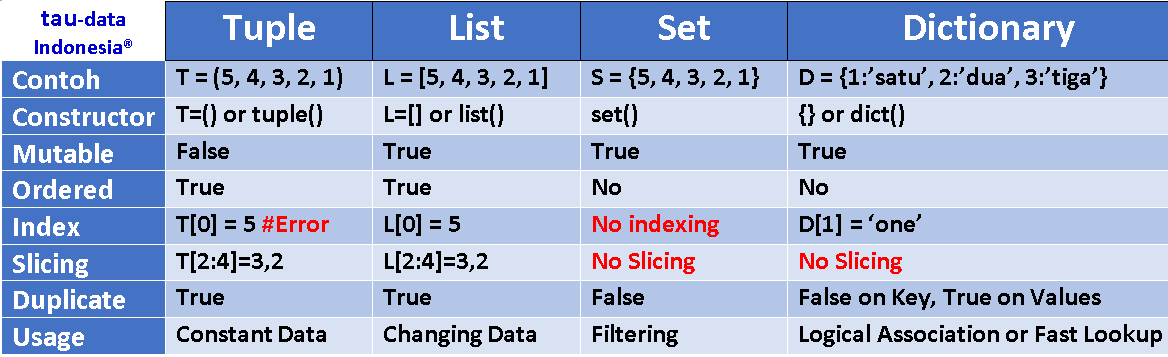 tau-data Indonesia® Tuple List Set Dictionary
Contoh T = (5, 4, 3, 2, 1) L = [5, 4, 3, 2, 1] S = {5, 4, 3, 2, 1} D = {1:’satu’, 2:’dua’, 3:’tiga’}
Constructor T=() or tuple() L=[] or list() set() {} or dict()
Mutable False True True True
Ordered True True No No
Index T[0] = 5 #Error L[0] = 5 No indexing D[1] = ‘one’
Slicing T[2:4]=3,2 L[2:4]=3,2 No Slicing No Slicing
Duplicate True True False False on Key, True on Values
Usage Constant Data Changing Data Filtering Logical Association or Fast Lookup